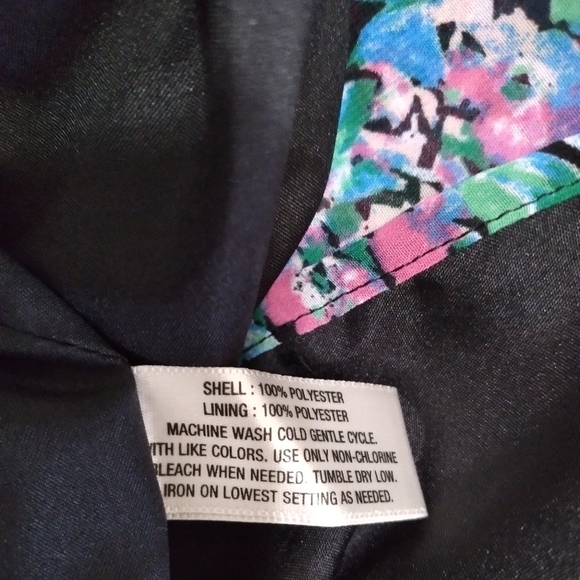 SHELL : 100% POLYESTER
LINING : 100% POLYESTER
MACHINE WASH COLD GENTLE CYCLE.
WITH LIKE COLORS. USE ONLY NON-CHLORINE
BLEACH WHEN NEEDED. TUMBLE DRY LOW.
IRON ON LOWEST SETTING AS NEEDED.